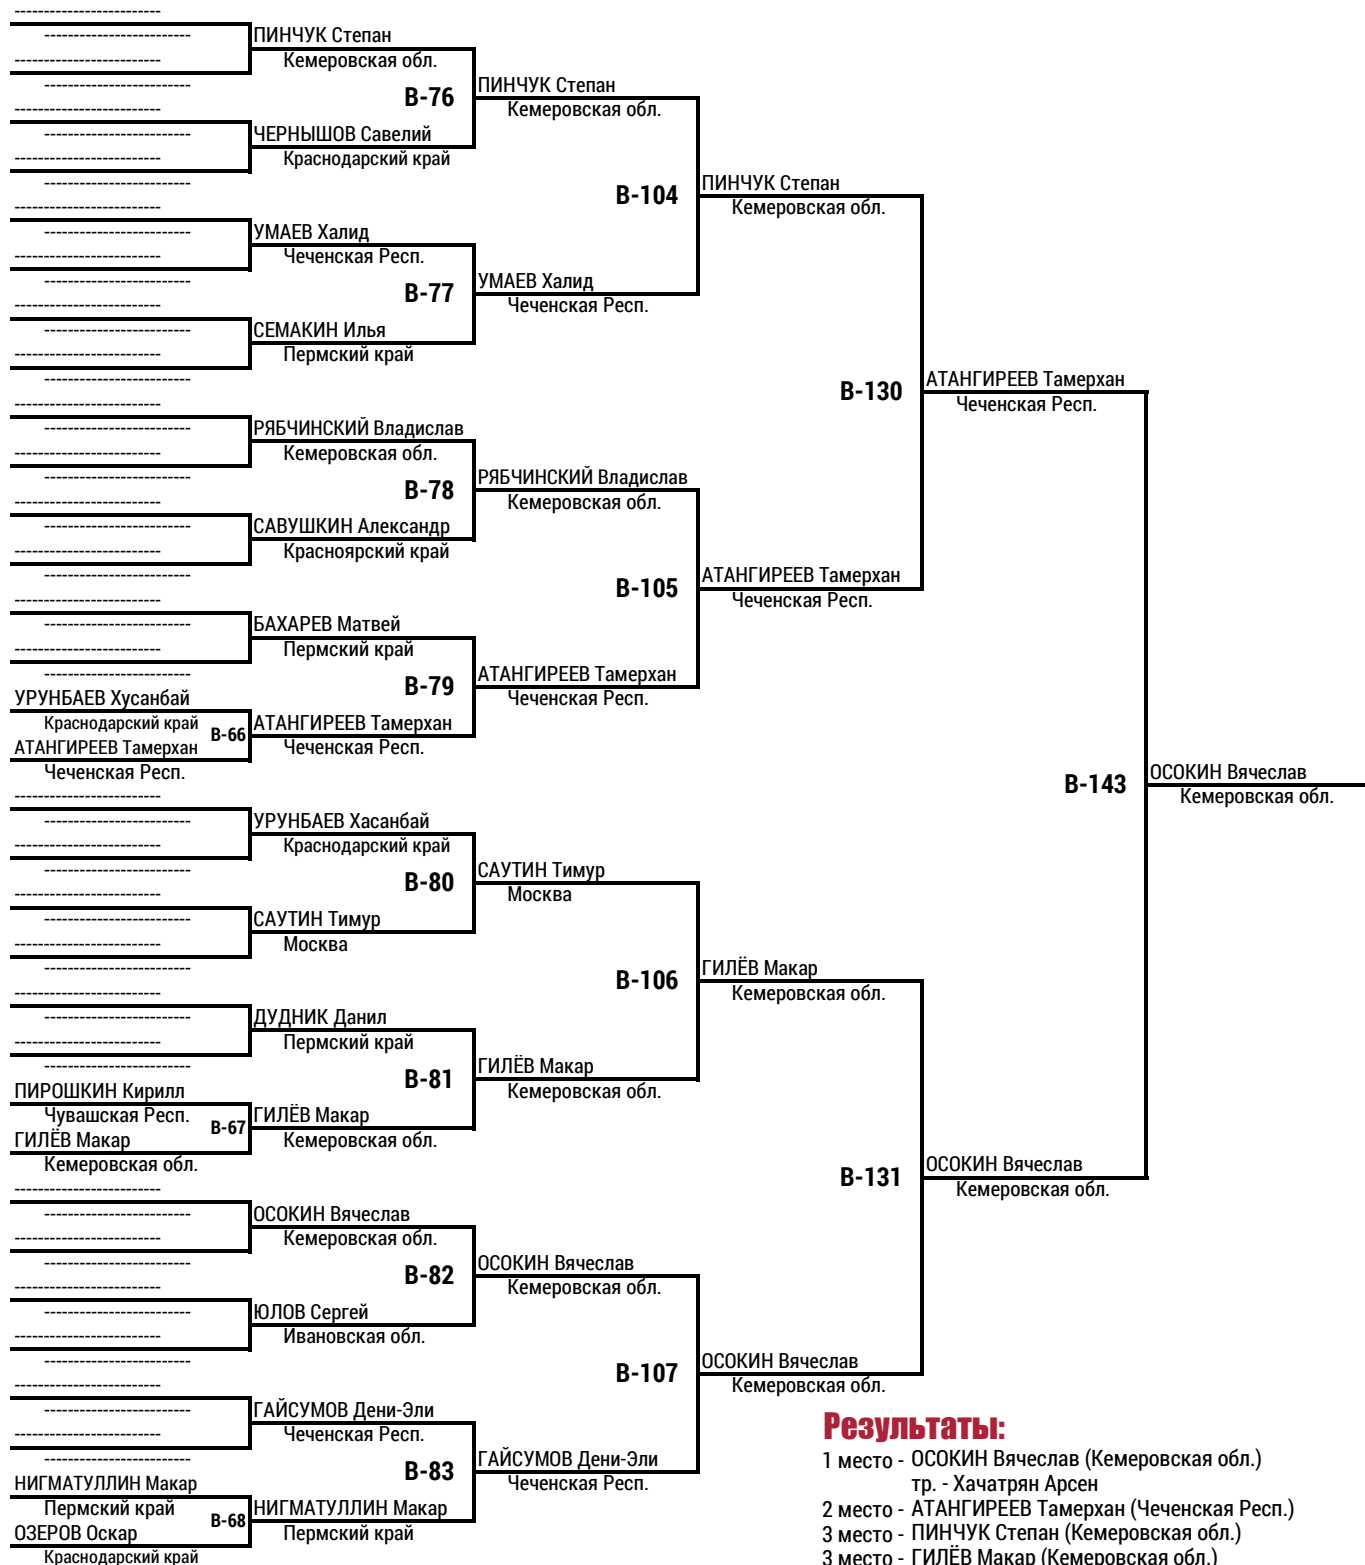 ПИНЧУК Степан
Кемеровская обл.
B-76
ПИНЧУК Степан
Кемеровская обл.
ЧЕРНЫШОВ Савелий
Краснодарский край
B-104
ПИНЧУК Степан
Кемеровская обл.
УМАЕВ Халид
Чеченская Респ.
B-77
УМАЕВ Халид
Чеченская Респ.
СЕМАКИН Илья
Пермский край
B-130
АТАНГИРЕЕВ Тамерхан
Чеченская Респ.
РЯБЧИНСКИЙ Владислав
Кемеровская обл.
B-78
РЯБЧИНСКИЙ Владислав
Кемеровская обл.
САВУШКИН Александр
Красноярский край
B-105
АТАНГИРЕЕВ Тамерхан
Чеченская Респ.
БАХАРЕВ Матвей
Пермский край
B-79
АТАНГИРЕЕВ Тамерхан
Чеченская Респ.
УРУНБАЕВ Хусанбай
Краснодарский край
B-66
АТАНГИРЕЕВ Тамерхан
Чеченская Респ.
АТАНГИРЕЕВ Тамерхан
Чеченская Респ.
B-143
ОСОКИН Вячеслав
Кемеровская обл.
УРУНБАЕВ Хасанбай
Краснодарский край
B-80
САУТИН Тимур
Москва
САУТИН Тимур
Москва
B-106
ГИЛЁВ Макар
Кемеровская обл.
ДУДНИК Данил
Пермский край
B-81
ГИЛЁВ Макар
Кемеровская обл.
ПИРОШКИН Кирилл
Чувашская Респ.
B-67
ГИЛЁВ Макар
Кемеровская обл.
ГИЛЁВ Макар
Кемеровская обл.
B-131
ОСОКИН Вячеслав
Кемеровская обл.
ОСОКИН Вячеслав
Кемеровская обл.
B-82
ОСОКИН Вячеслав
Кемеровская обл.
ЮЛОВ Сергей
Ивановская обл.
B-107
ОСОКИН Вячеслав
Кемеровская обл.
ГАЙСУМОВ Дени-Эли
Чеченская Респ.
B-83
ГАЙСУМОВ Дени-Эли
Чеченская Респ.
НИГМАТУЛЛИН Макар
Пермский край
B-68
НИГМАТУЛЛИН Макар
Пермский край
ОЗЕРОВ Оскар
Краснодарский край
Результаты:
1 место - ОСОКИН Вячеслав (Кемеровская обл.)
тр. - Хачатрян Арсен
2 место - АТАНГИРЕЕВ Тамерхан (Чеченская Респ.)
3 место - ПИНЧУК Степан (Кемеровская обл.)
3 место - ГИЛЁВ Макар (Кемеровская обл.)